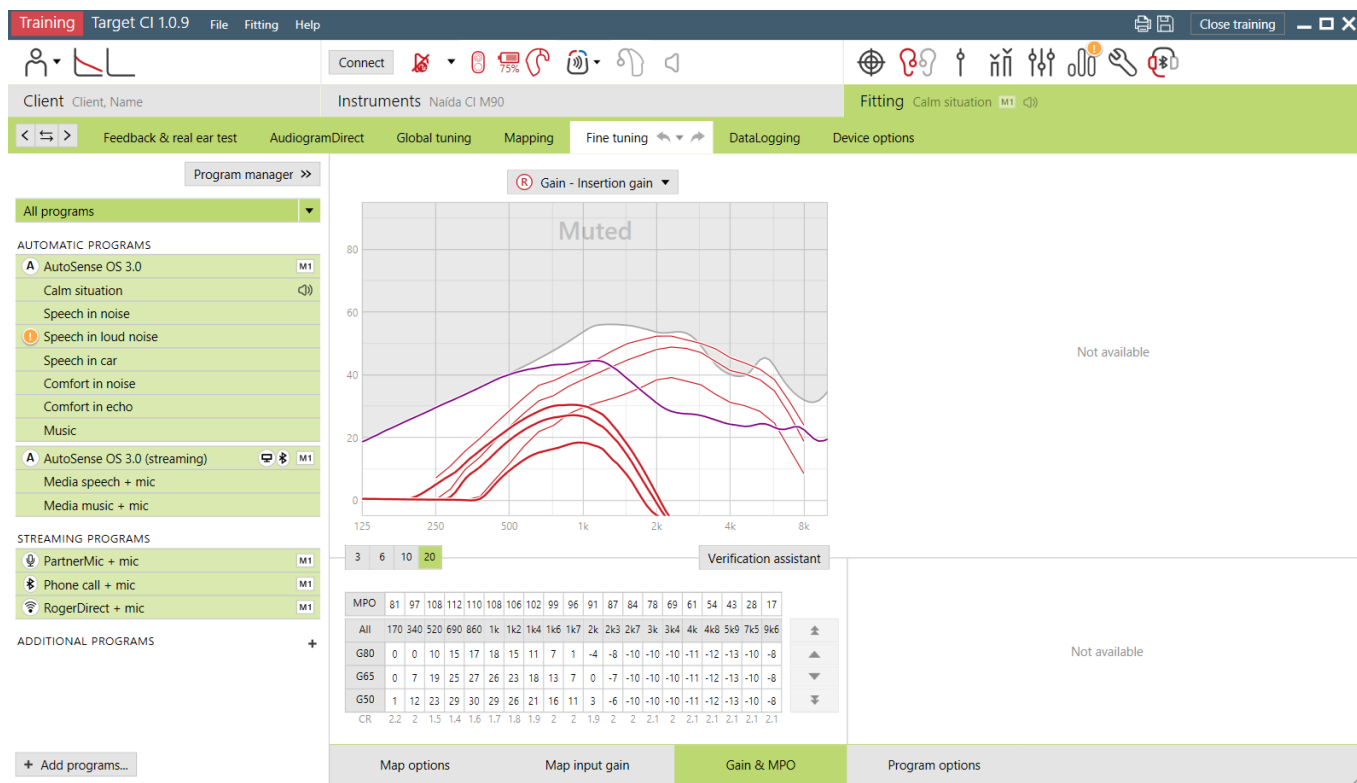 Training Target CI 1.0.9 File Fitting Help Close training
Connect 75%
Client Client, Name Instruments Naída CI M90 Fitting Calm situation M1
Feedback & real ear test AudiogramDirect Global tuning Mapping Fine tuning DataLogging Device options
Program manager
R Gain - Insertion gain
All programs
Muted
AUTOMATIC PROGRAMS
A AutoSense OS 3.0 M1
Calm situation
Speech in noise
! Speech in loud noise
Speech in car
Comfort in noise
Comfort in echo
Music
A AutoSense OS 3.0 (streaming) M1
Media speech + mic
Media music + mic
STREAMING PROGRAMS
PartnerMic + mic M1
Phone call + mic M1
RogerDirect + mic M1
ADDITIONAL PROGRAMS +
+ Add programs...
80
60
40
20
0
125 250 500 1k 2k 4k 8k
3 6 10 20 Verification assistant
MPO 81 97 108 112 110 108 106 102 99 96 91 87 84 78 69 61 54 43 28 17
All 170 340 520 690 860 1k 1k2 1k4 1k6 1k7 2k 2k3 2k7 3k 3k4 4k 4k8 5k9 7k5 9k6
G80 0 0 10 15 17 18 15 11 7 1 -4 -8 -10 -10 -10 -11 -12 -13 -10 -8
G65 0 7 19 25 27 26 23 18 13 7 0 -7 -10 -10 -10 -11 -12 -13 -10 -8
G50 1 12 23 29 30 29 26 21 16 11 3 -6 -10 -10 -10 -11 -12 -13 -10 -8
CR 2.2 2 1.5 1.4 1.6 1.7 1.8 1.9 2 2 1.9 2 2 2.1 2 2.1 2.1 2.1 2.1 2.1
Not available
Not available
Map options Map input gain Gain & MPO Program options